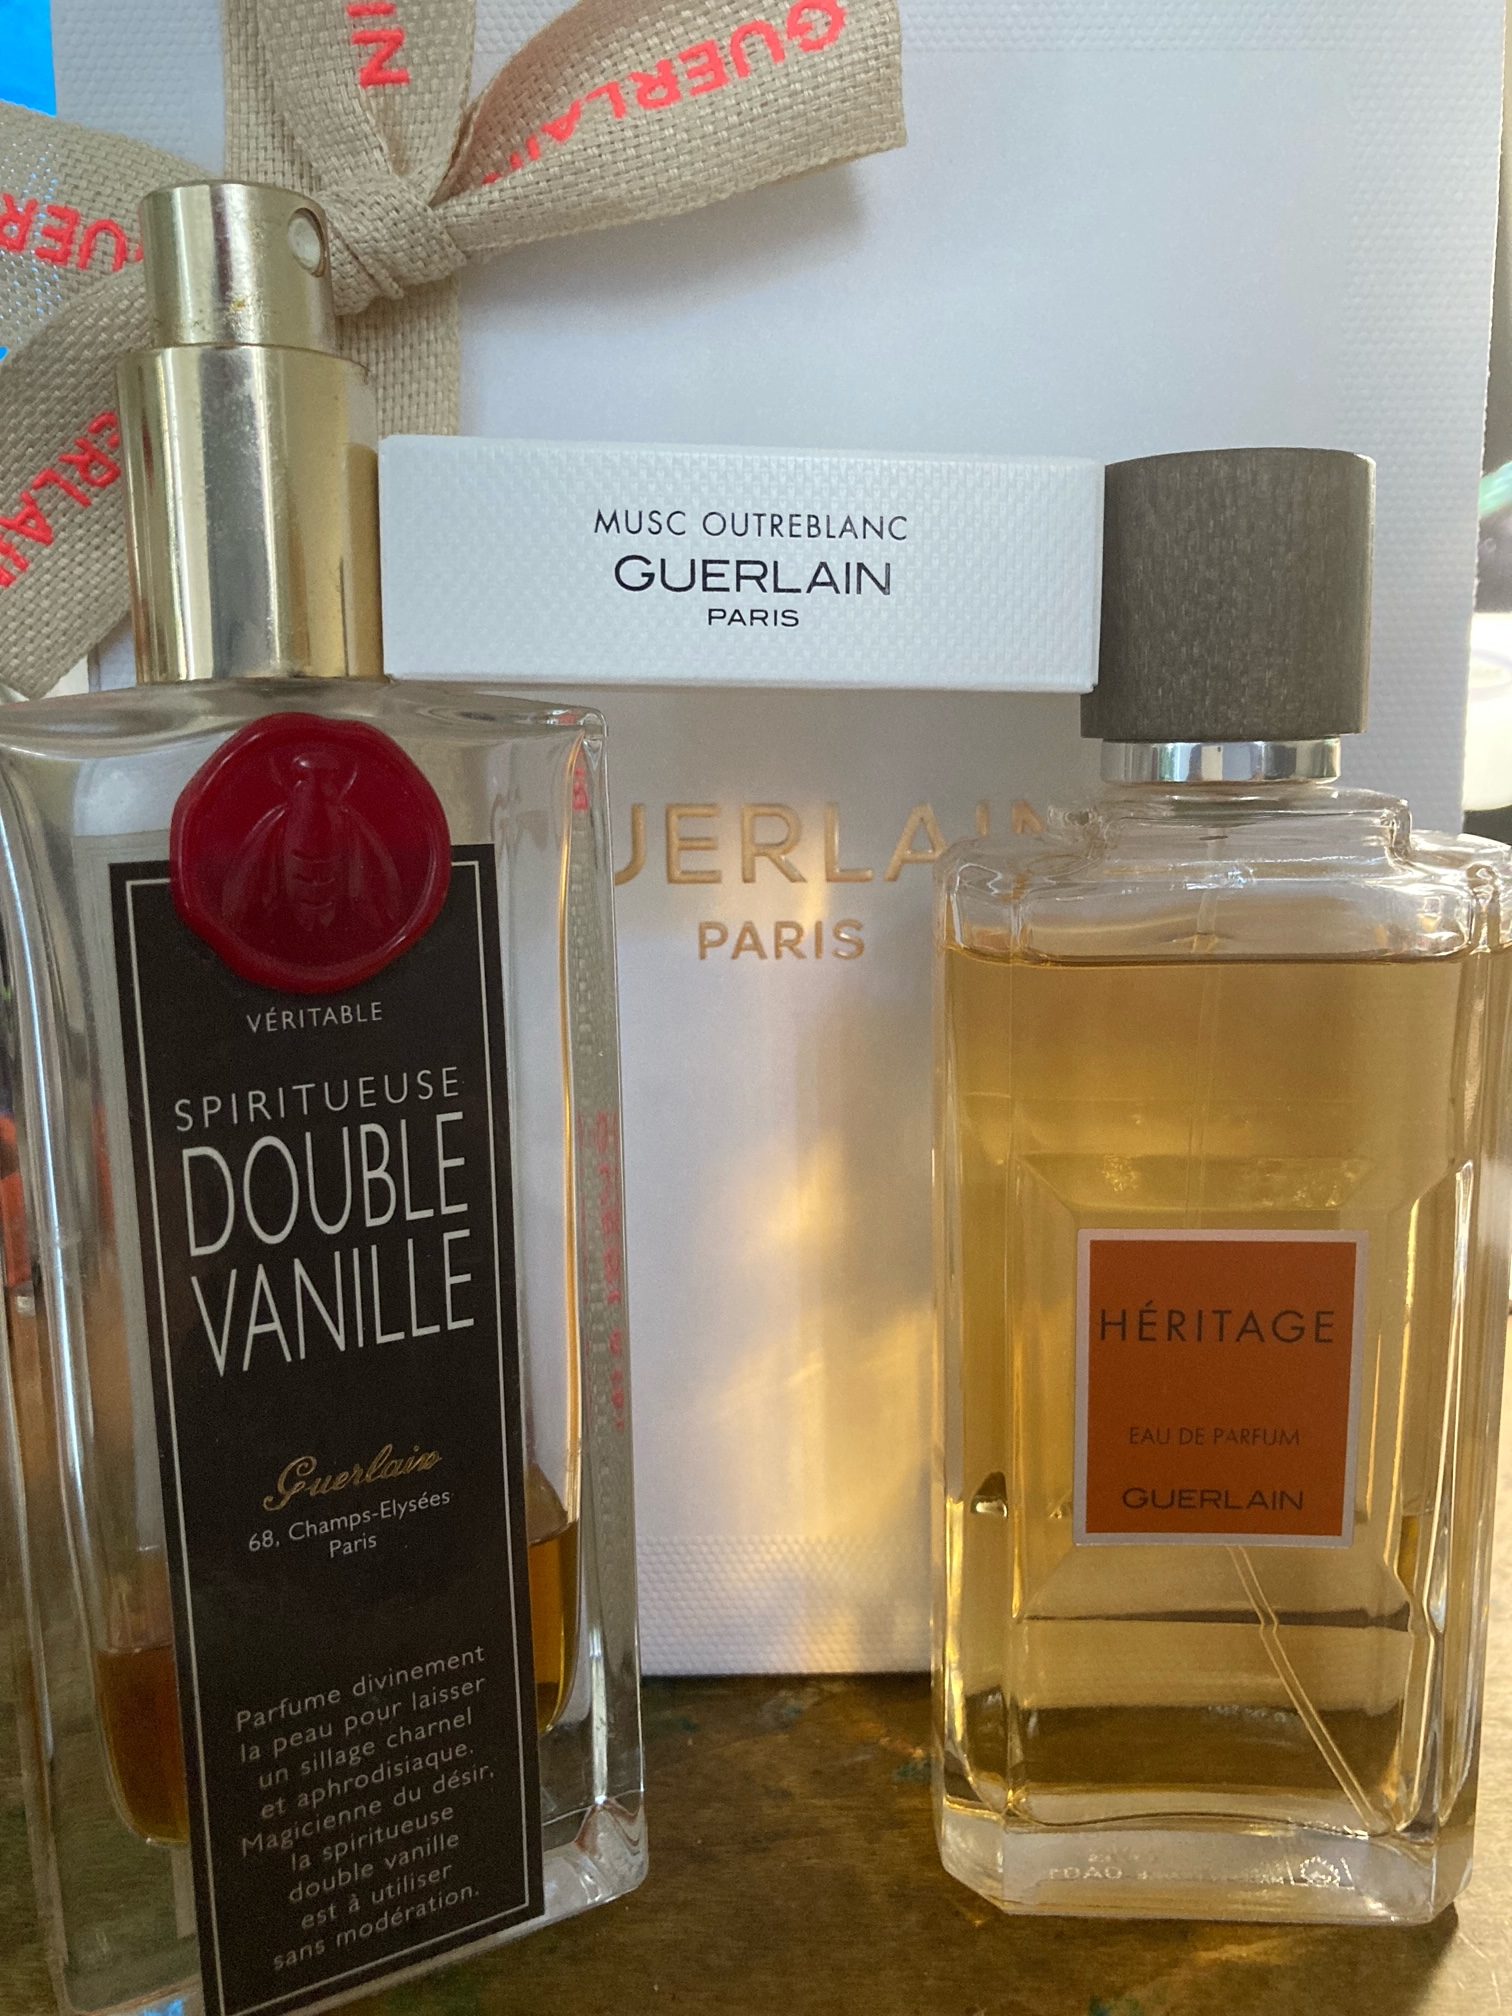 GUERLAIN
MUSC OUTREBLANC
GUERLAIN
PARIS
UERLAIN
PARIS
VÉRITABLE
SPIRITUEUSE
DOUBLE
VANILLE
Guerlain
68, Champs-Elysées
Paris
Parfume divinement
la peau pour laisser
un sillage charnel
et aphrodisiaque.
Magicienne du désir,
la spiritueuse
double vanille
est à utiliser
sans modération.
HÉRITAGE
EAU DE PARFUM
GUERLAIN